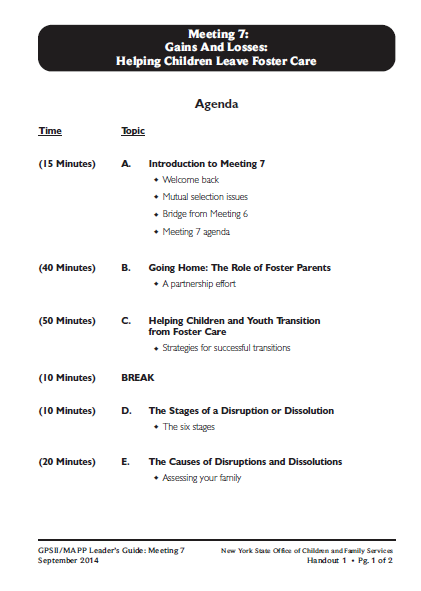 Meeting 7:
Gains And Losses:
Helping Children Leave Foster Care
Agenda
Time Topic
(15 Minutes) A. Introduction to Meeting 7
• Welcome back
• Mutual selection issues
• Bridge from Meeting 6
• Meeting 7 agenda
(40 Minutes) B. Going Home: The Role of Foster Parents
• A partnership effort
(50 Minutes) C. Helping Children and Youth Transition
from Foster Care
• Strategies for successful transitions
(10 Minutes) BREAK
(10 Minutes) D. The Stages of a Disruption or Dissolution
• The six stages
(20 Minutes) E. The Causes of Disruptions and Dissolutions
• Assessing your family
GPSII/MAPP Leader's Guide: Meeting 7 New York State Office of Children and Family Services
September 2014 Handout 1 • Pg. 1 of 2